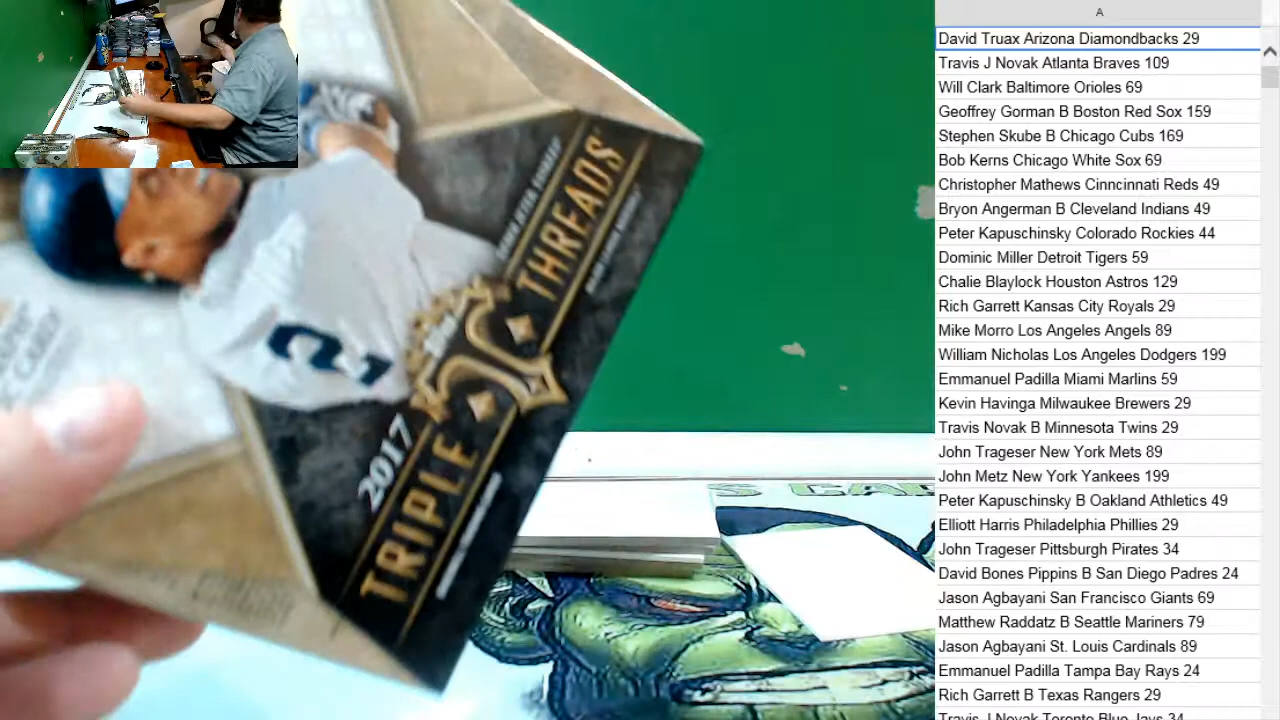 A
David Truax Arizona Diamondbacks 29
Travis J Novak Atlanta Braves 109
Will Clark Baltimore Orioles 69
Geoffrey Gorman B Boston Red Sox 159
Stephen Skube B Chicago Cubs 169
Bob Kerns Chicago White Sox 69
Christopher Mathews Cinncinnati Reds 49
Bryon Angerman B Cleveland Indians 49
Peter Kapuschinsky Colorado Rockies 44
Dominic Miller Detroit Tigers 59
Chalie Blaylock Houston Astros 129
Rich Garrett Kansas City Royals 29
Mike Morro Los Angeles Angels 89
William Nicholas Los Angeles Dodgers 199
Emmanuel Padilla Miami Marlins 59
Kevin Havinga Milwaukee Brewers 29
Travis Novak B Minnesota Twins 29
John Trageser New York Mets 89
John Metz New York Yankees 199
Peter Kapuschinsky B Oakland Athletics 49
Elliott Harris Philadelphia Phillies 29
John Trageser Pittsburgh Pirates 34
David Bones Pippins B San Diego Padres 24
Jason Agbayani San Francisco Giants 69
Matthew Raddatz B Seattle Mariners 79
Jason Agbayani St. Louis Cardinals 89
Emmanuel Padilla Tampa Bay Rays 24
Rich Garrett B Texas Rangers 29
Travis J Novak Toronto Blue Jays 34
2017
TRIPLE THREADS
2